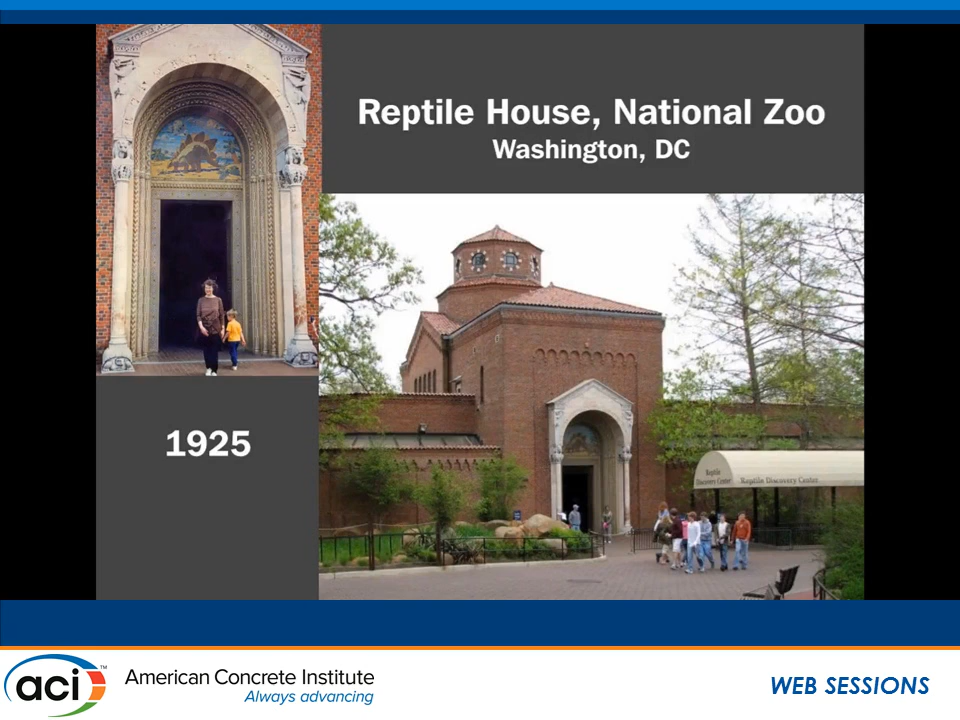 Reptile House, National Zoo
Washington, DC
1925
Reptile
Discovery Center
Reptile Discovery Center
aci™
American Concrete Institute
Always advancing
WEB SESSIONS